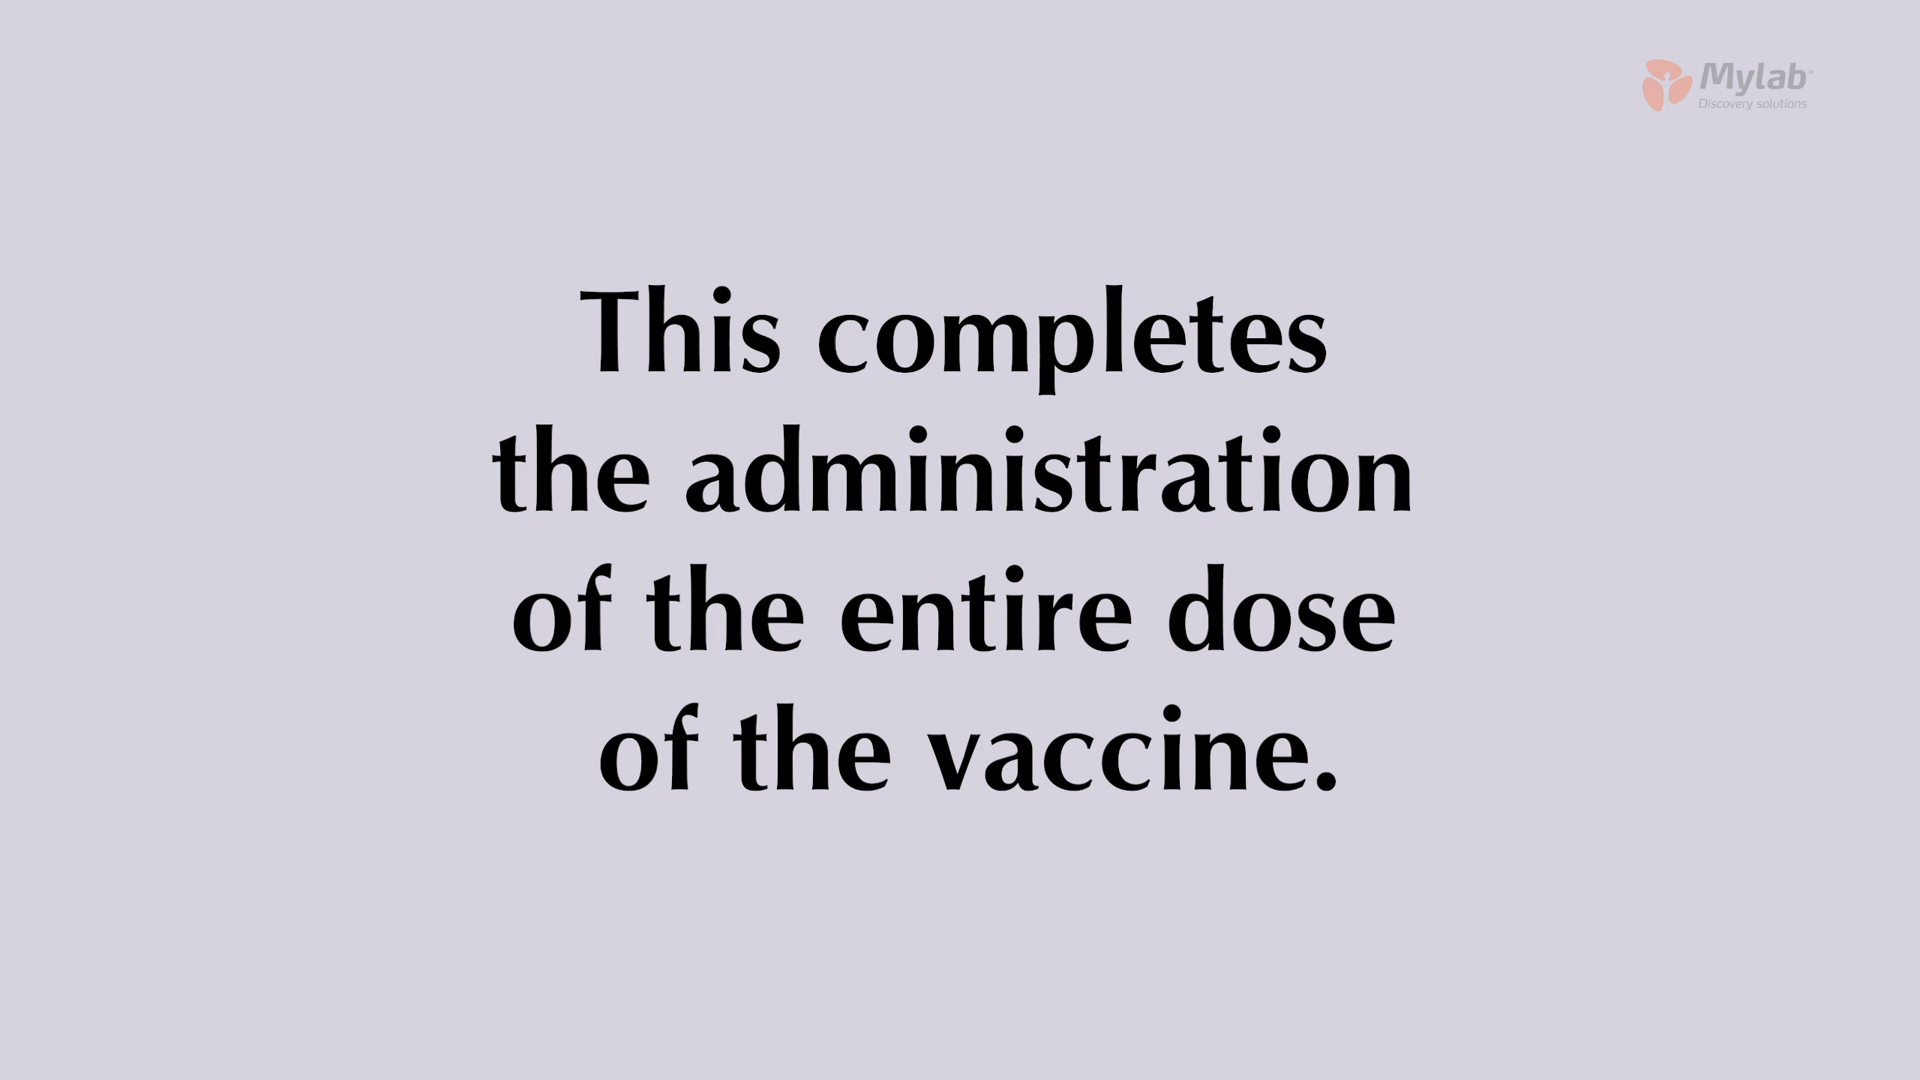 Mylab
Discovery solutions
This completes
the administration
of the entire dose
of the vaccine.